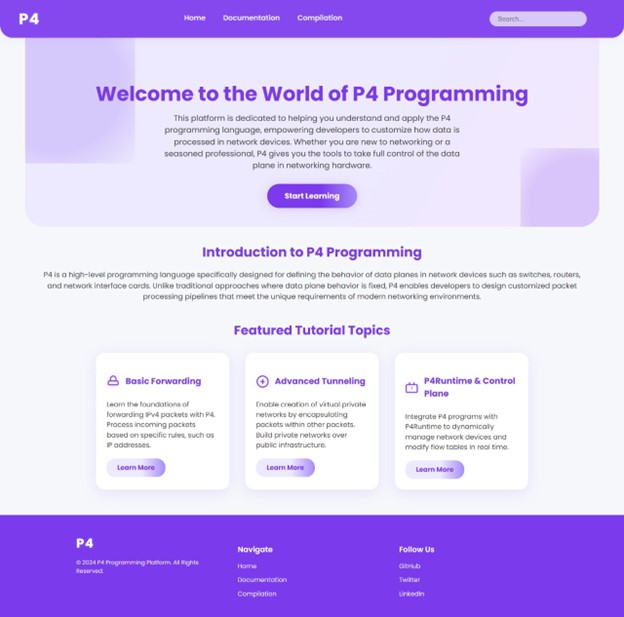 P4
Home Documentation Compilation
Search...
Welcome to the World of P4 Programming
This platform is dedicated to helping you understand and apply the P4
programming language, empowering developers to customize how data is
processed in network devices. Whether you are new to networking or a
seasoned professional, P4 gives you the tools to take full control of the data
plane in networking hardware.
Start Learning
Introduction to P4 Programming
P4 is a high-level programming language specifically designed for defining the behavior of data planes in network devices such as switches, routers,
and network interface cards. Unlike traditional approaches where data plane behavior is fixed, P4 enables developers to design customized packet
processing pipelines that meet the unique requirements of modern networking environments.
Featured Tutorial Topics
Basic Forwarding
Learn the foundations of
forwarding IPv4 packets with P4.
Process incoming packets
based on specific rules, such as
IP addresses.
Learn More
Advanced Tunneling
Enable creation of virtual private
networks by encapsulating
packets within other packets.
Build private networks over
public infrastructure.
Learn More
P4Runtime & Control
Plane
Integrate P4 programs with
P4Runtime to dynamically
manage network devices and
modify flow tables in real time.
Learn More
P4
© 2024 P4 Programming Platform. All Rights
Reserved.
Navigate
Home
Documentation
Compilation
Follow Us
GitHub
Twitter
LinkedIn